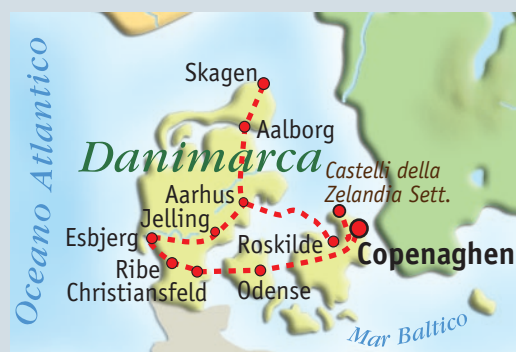 Oceano Atlantico
Skagen
Aalborg
Danimarca
Castelli della
Zelandia Sett.
Aarhus
Jelling
Esbjerg
Roskilde
Copenaghen
Ribe
Christiansfeld
Odense
Mar Baltico